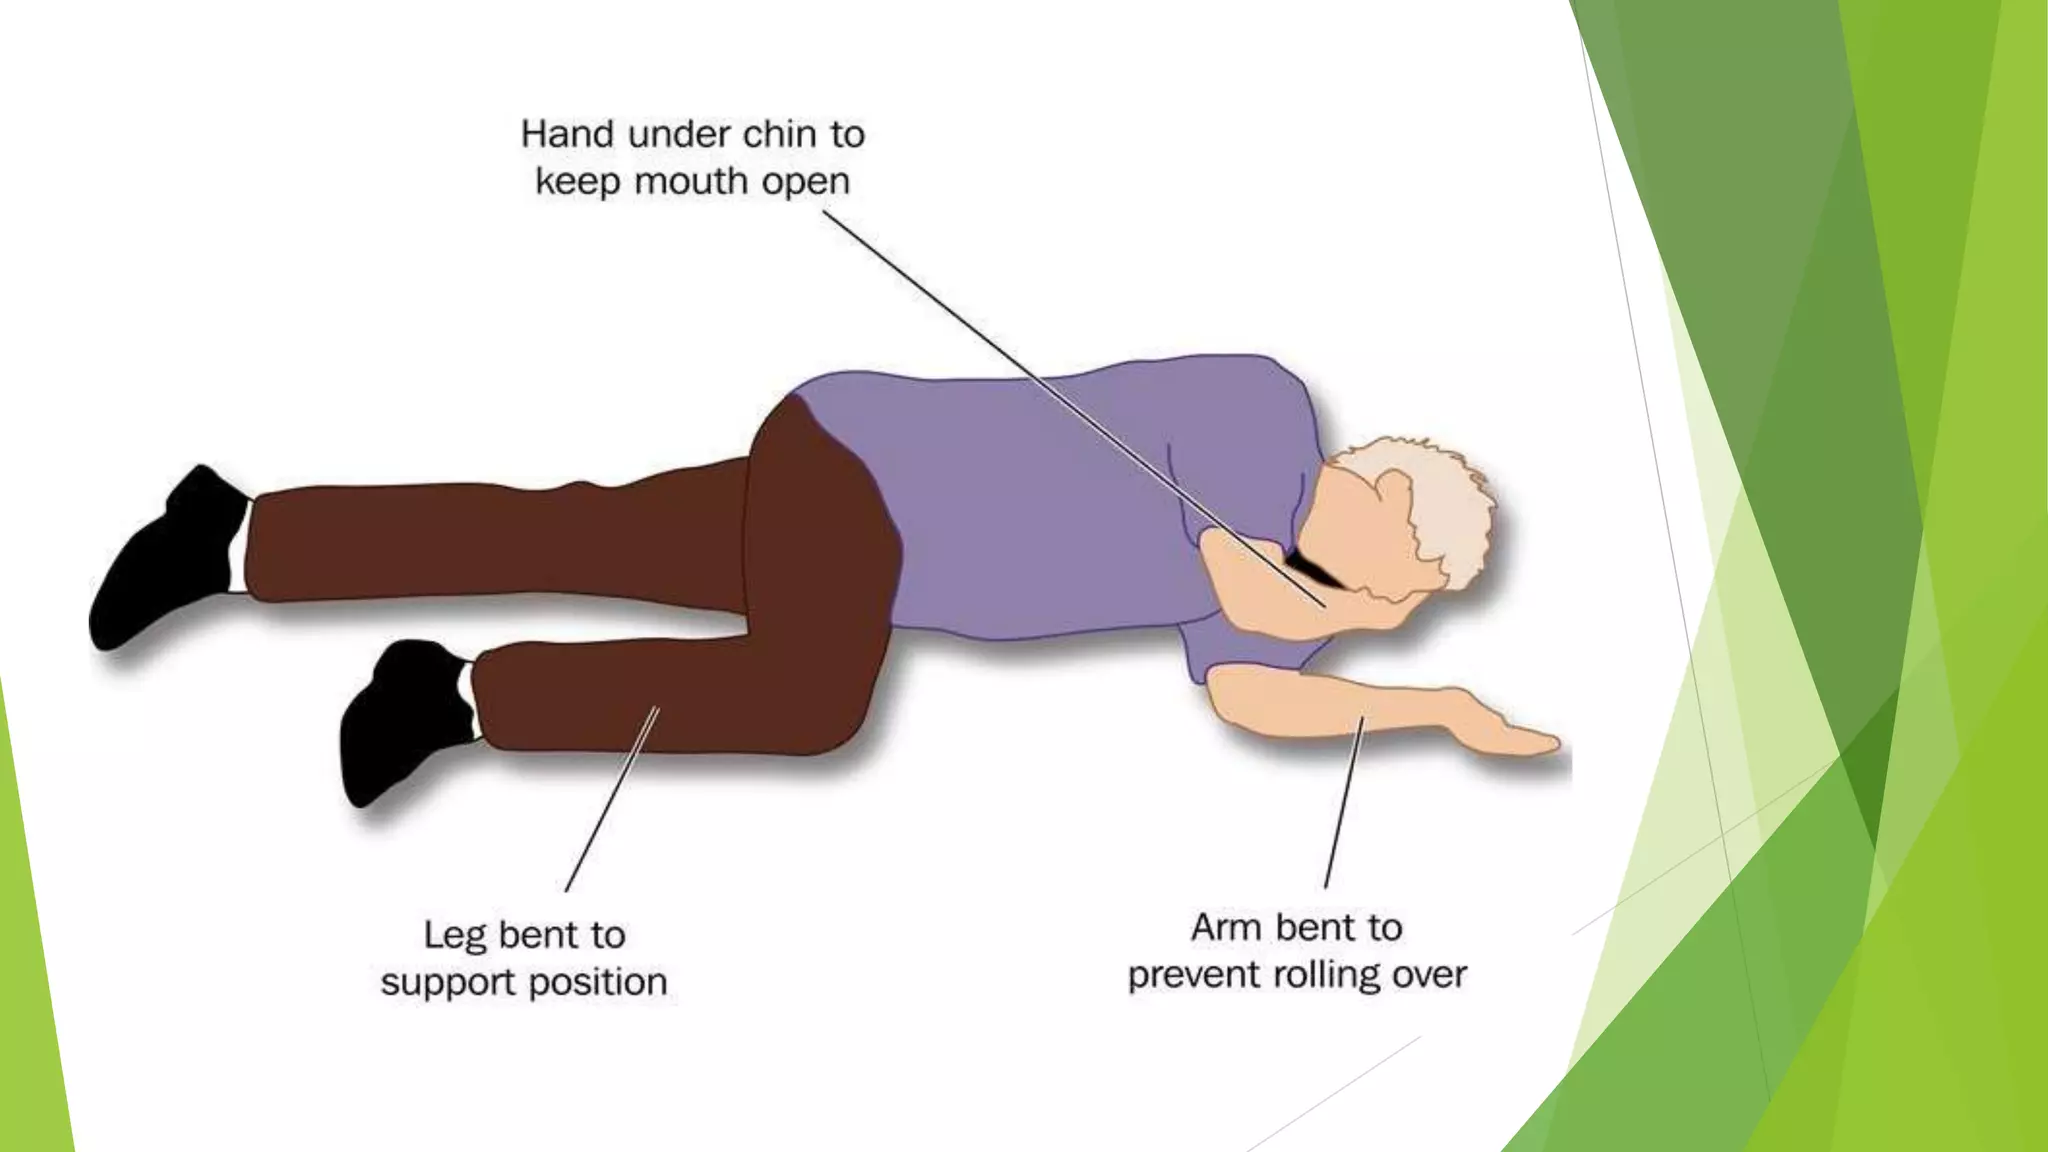 Hand under chin to
keep mouth open
Leg bent to
support position
Arm bent to
prevent rolling over